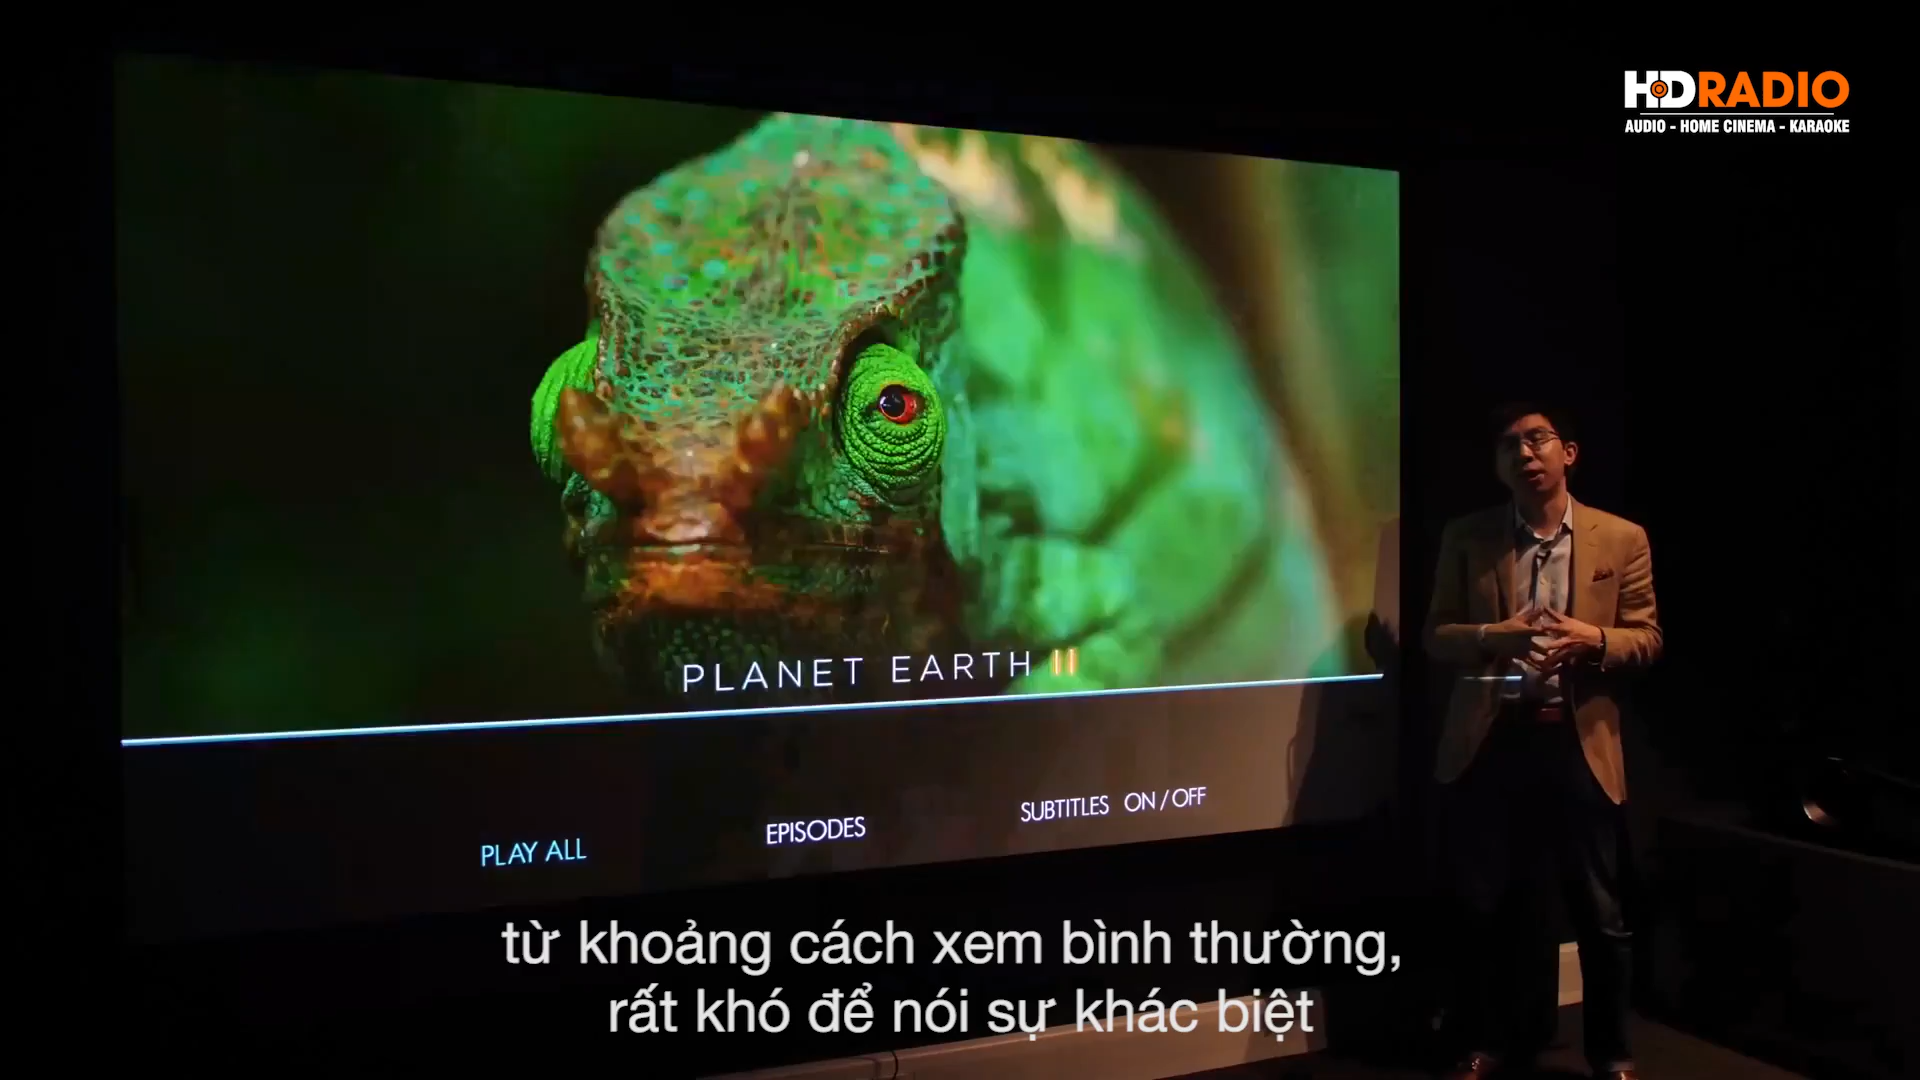 HDRADIO
AUDIO - HOME CINEMA - KARAOKE
PLANET EARTH II
PLAY ALL
EPISODES
SUBTITLES ON / OFF
từ khoảng cách xem bình thường,
rất khó để nói sự khác biệt